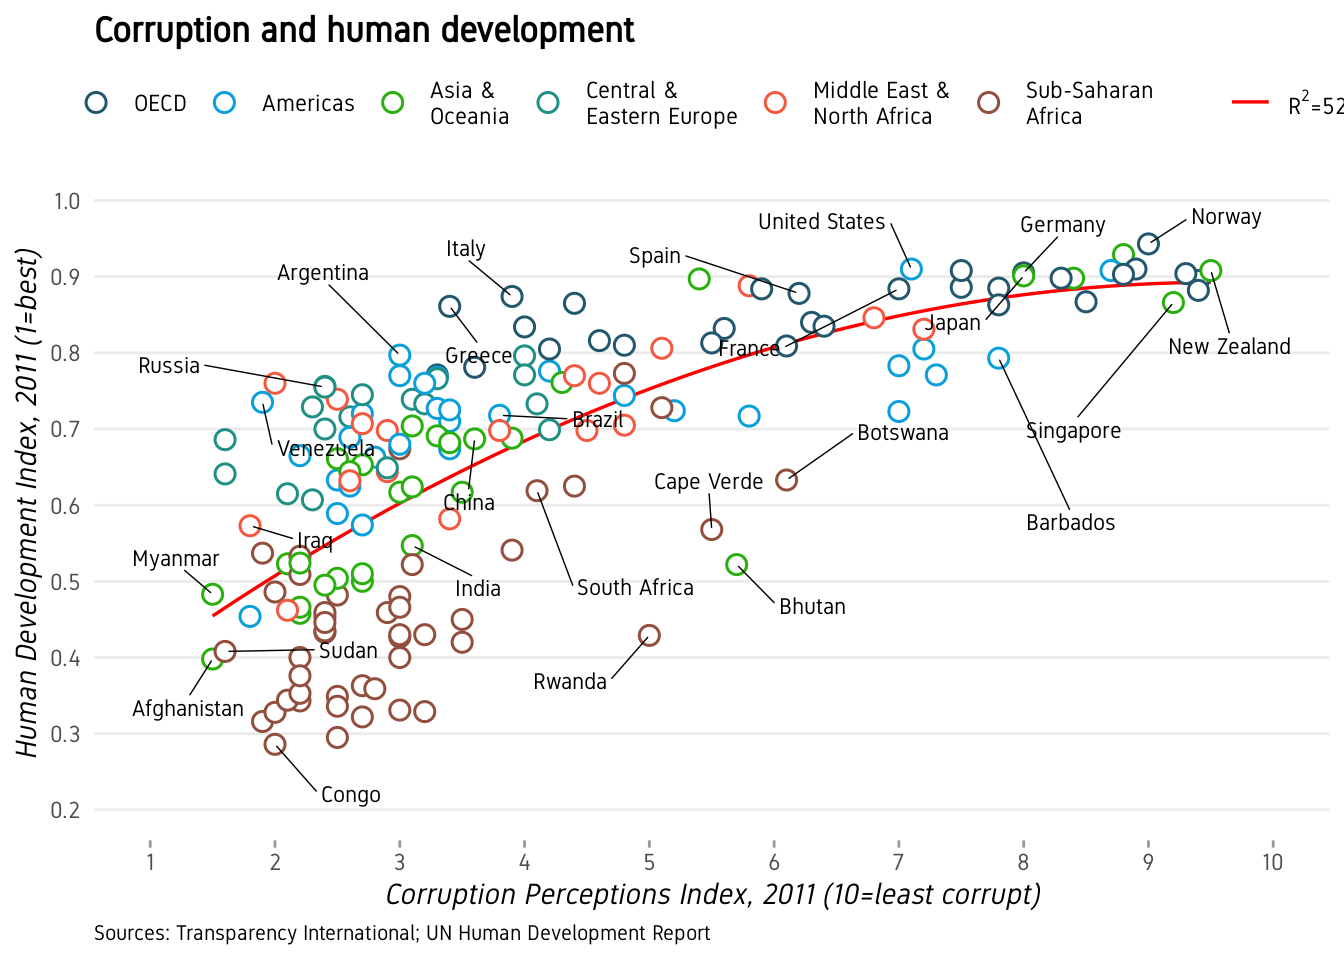 Corruption and human development
OECD
Americas
Asia &
Oceania
Central &
Eastern Europe
Middle East &
North Africa
Sub-Saharan
Africa
R²=52
Human Development Index, 2011 (1=best)
1.0
0.9
0.8
0.7
0.6
0.5
0.4
0.3
0.2
Norway
United States
Germany
Italy
Spain
Argentina
Japan
New Zealand
France
Greece
Russia
Brazil
Singapore
Botswana
Venezuela
Cape Verde
China
Barbados
Iraq
Myanmar
India
South Africa
Bhutan
Sudan
Rwanda
Afghanistan
Congo
1 2 3 4 5 6 7 8 9 10
Corruption Perceptions Index, 2011 (10=least corrupt)
Sources: Transparency International; UN Human Development Report